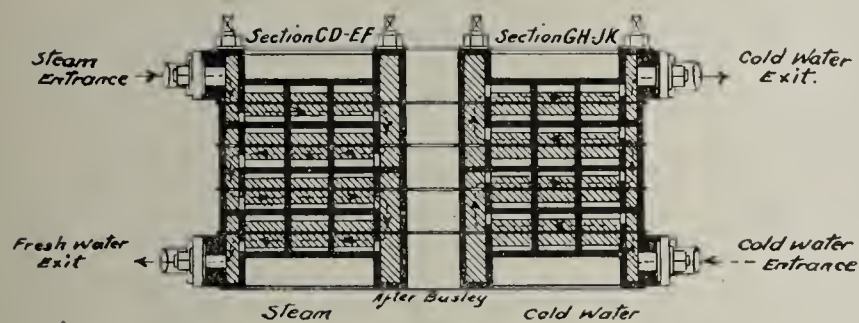 Section CD-EF
Section GH-JK
Steam
Entrance
Cold Water
Exit.
Fresh Water
Exit
Cold Water
Entrance
After Busley
Steam
Cold Water